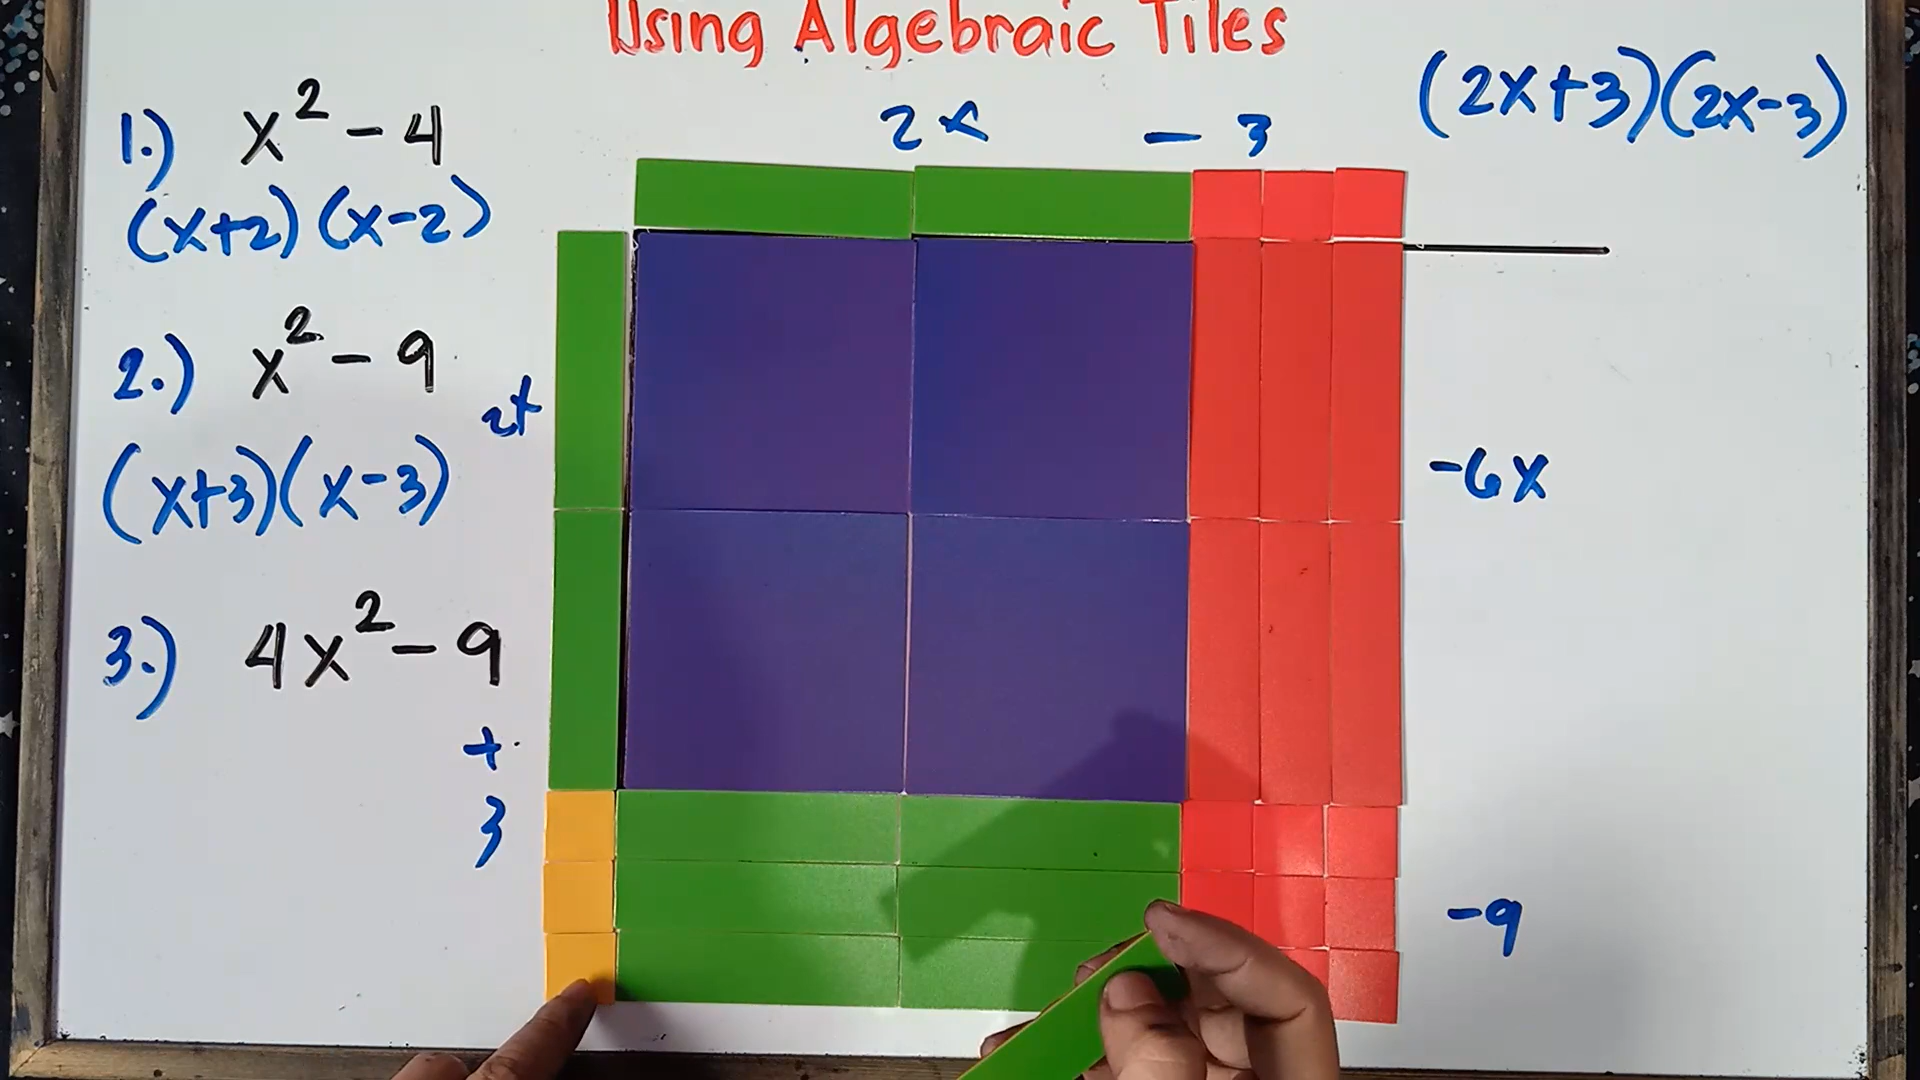 Using Algebraic Tiles
1.) x² - 4
(x+2)(x-2)
2.) x² - 9
(x+3)(x-3)
3.) 4x² - 9
2x - 3
(2x+3)(2x-3)
2x
+
3
-6x
-9